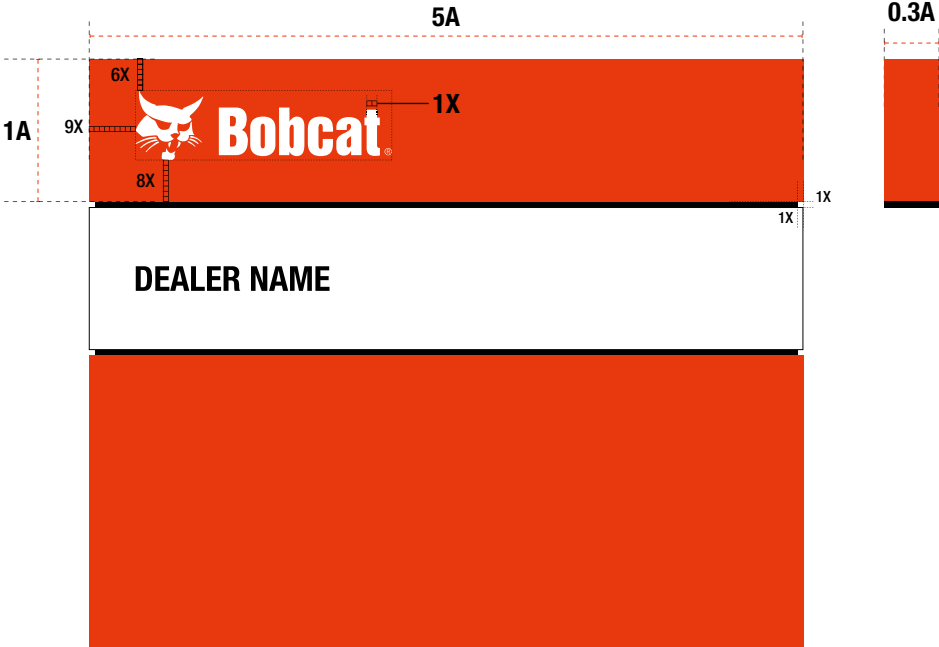 5A
0.3A
6X
1X
Bobcat®
1A
9X
8X
1X
1X
DEALER NAME